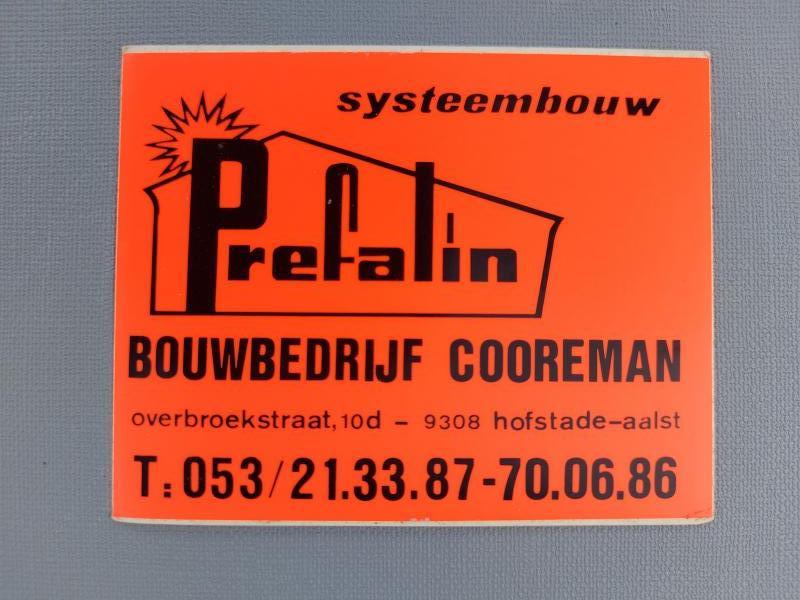 systeembouw
Prefalin
BOUWBEDRIJF COOREMAN
overbroekstraat, 10d - 9308 hofstade-aalst
T: 053/21.33.87-70.06.86